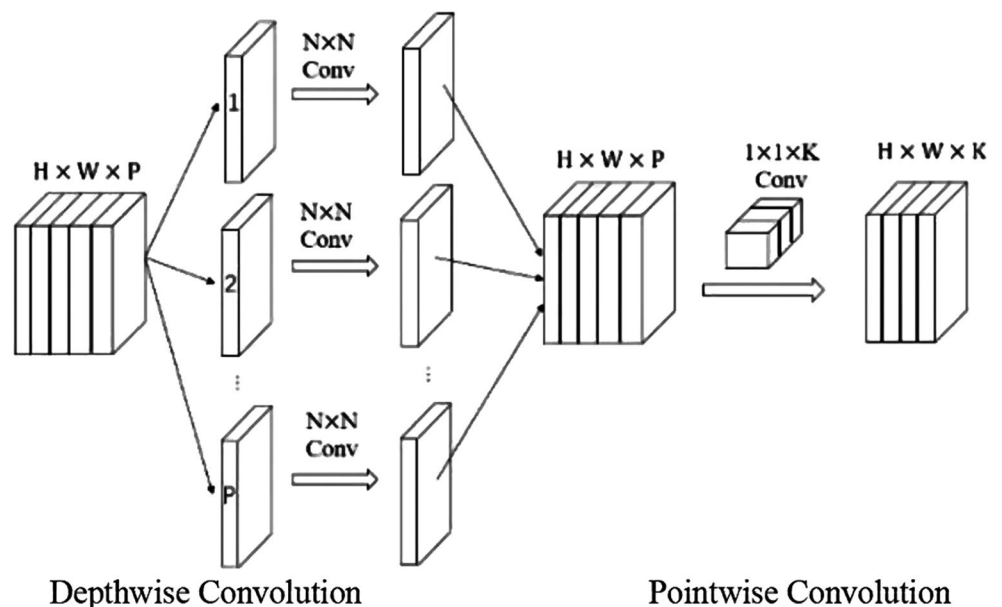 H × W × P
1
N×N
Conv
2
N×N
Conv
⋮
⋮
P
N×N
Conv
H × W × P
1×1×K
Conv
H × W × K
Depthwise Convolution
Pointwise Convolution